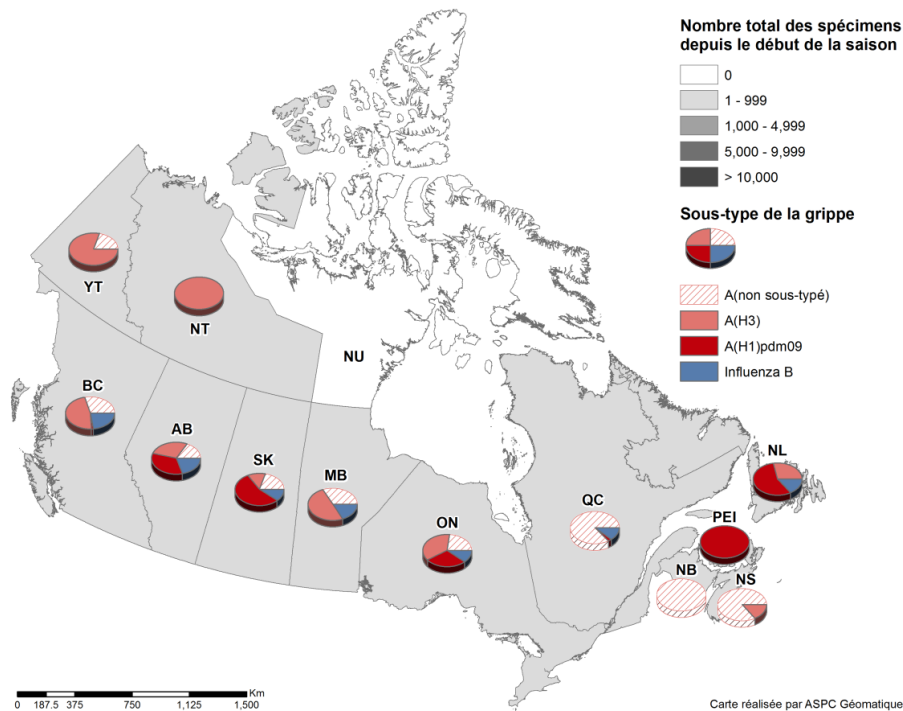 Nombre total des spécimens
depuis le début de la saison
0
1 - 999
1,000 - 4,999
5,000 - 9,999
> 10,000
Sous-type de la grippe
A(non sous-typé)
A(H3)
A(H1)pdm09
Influenza B
YT
NT
NU
BC
AB
SK
MB
ON
QC
NL
PEI
NB
NS
Km
0 187.5 375 750 1,125 1,500
Carte réalisée par ASPC Géomatique